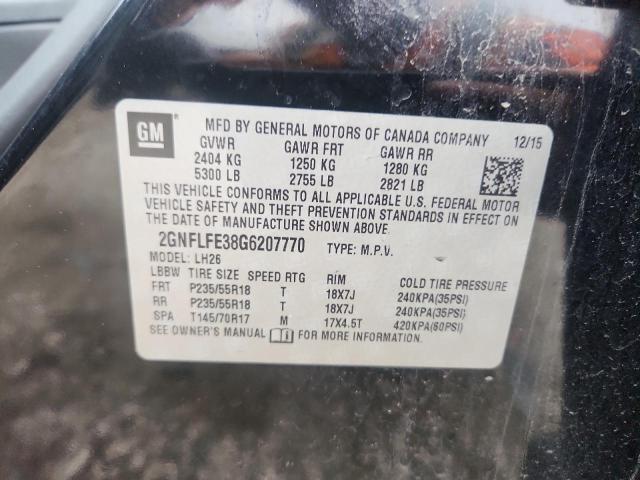 GM
MFD BY GENERAL MOTORS OF CANADA COMPANY 12/15
GVWR GAWR FRT GAWR RR
2404 KG 1250 KG 1280 KG
5300 LB 2755 LB 2821 LB
THIS VEHICLE CONFORMS TO ALL APPLICABLE U.S. FEDERAL MOTOR
VEHICLE SAFETY AND THEFT PREVENTION STANDARDS IN EFFECT ON
THE DATE OF MANUFACTURE SHOWN ABOVE.
2GNFLFE38G6207770 TYPE: M.P.V.
MODEL: LH26
LBBW TIRE SIZE SPEED RTG RIM COLD TIRE PRESSURE
FRT P235/55R18 T 18X7J 240KPA(35PSI)
RR P235/55R18 T 18X7J 240KPA(35PSI)
SPA T145/70R17 M 17X4.5T 420KPA(60PSI)
SEE OWNER'S MANUAL FOR MORE INFORMATION.